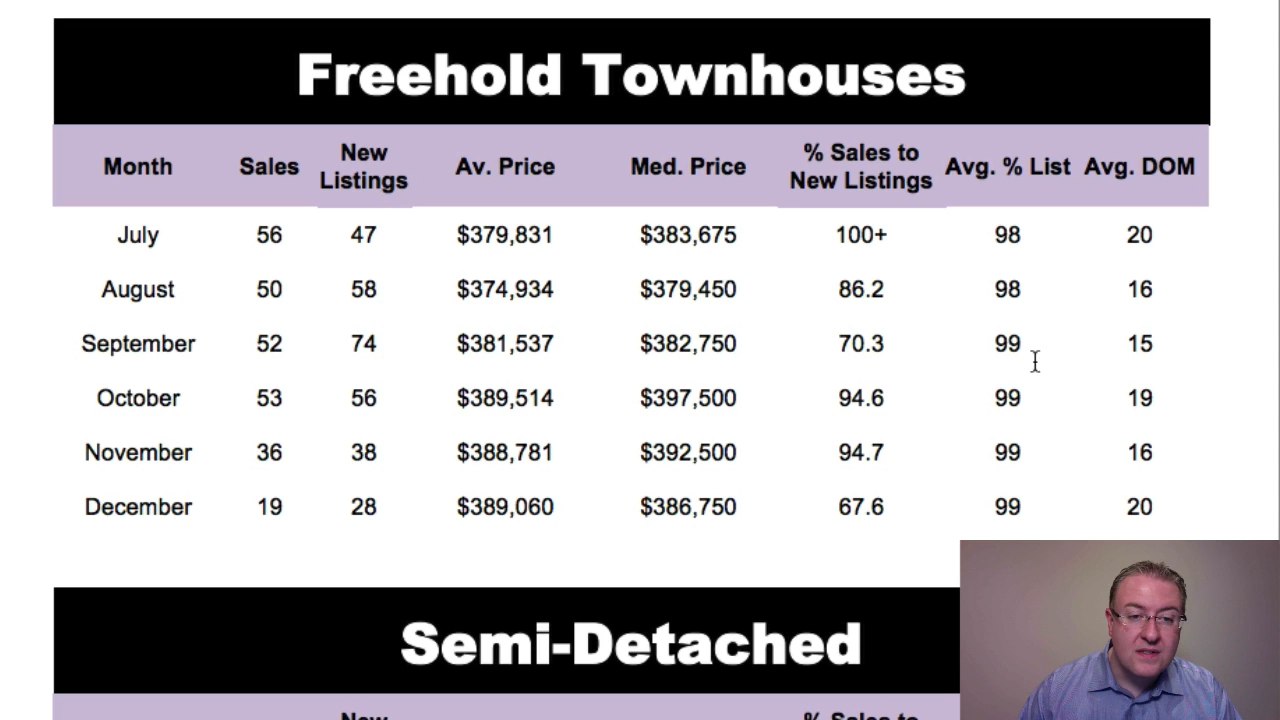 Freehold Townhouses
Month Sales New Listings Av. Price Med. Price % Sales to New Listings Avg. % List Avg. DOM
July 56 47 $379,831 $383,675 100+ 98 20
August 50 58 $374,934 $379,450 86.2 98 16
September 52 74 $381,537 $382,750 70.3 99 15
October 53 56 $389,514 $397,500 94.6 99 19
November 36 38 $388,781 $392,500 94.7 99 16
December 19 28 $389,060 $386,750 67.6 99 20
Semi-Detached
New % Sales to